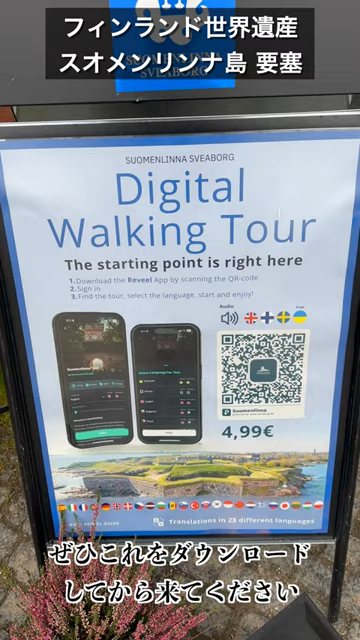 フィンランド世界遺産
スオメンリンナ島 要塞
SUOMENLINNA
SVEABORG
SUOMENLINNA SVEABORG
Digital
Walking Tour
The starting point is right here
1.Download the Reveel App by scanning the QR-code
2.Sign in
3.Find the tour, select the language, start and enjoy!
Audio
Suomenlinna
4,99€
Translations in 28 different languages
ぜひこれをダウンロード
してから来てください